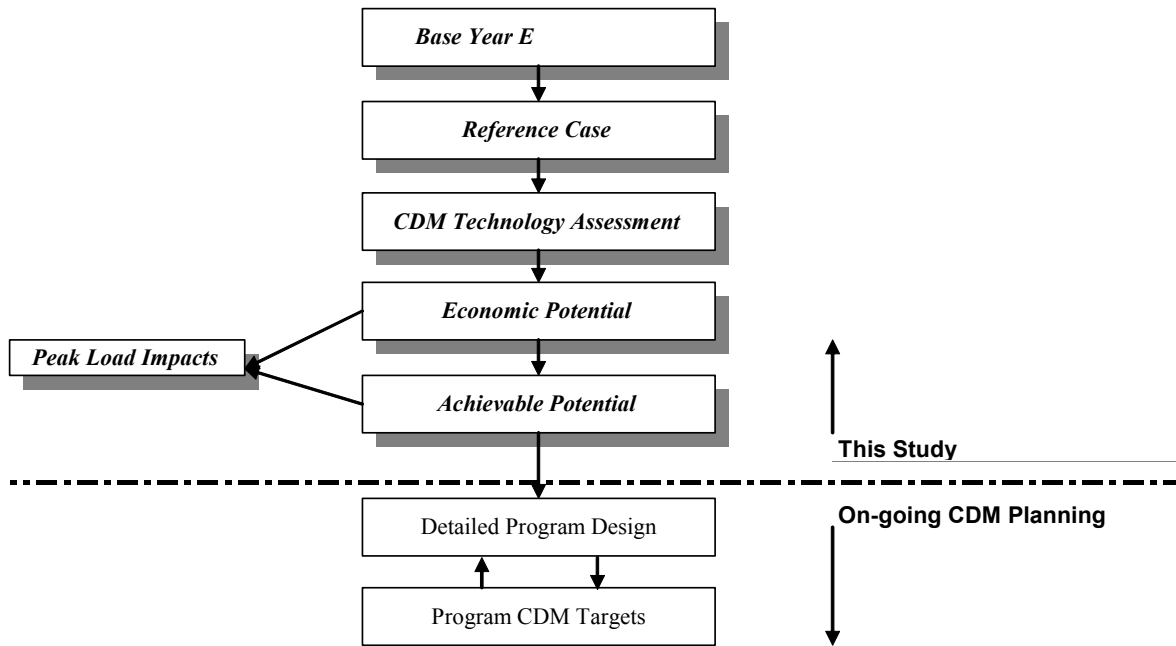 Base Year E
Reference Case
CDM Technology Assessment
Economic Potential
Peak Load Impacts
Achievable Potential
This Study
Detailed Program Design
On-going CDM Planning
Program CDM Targets